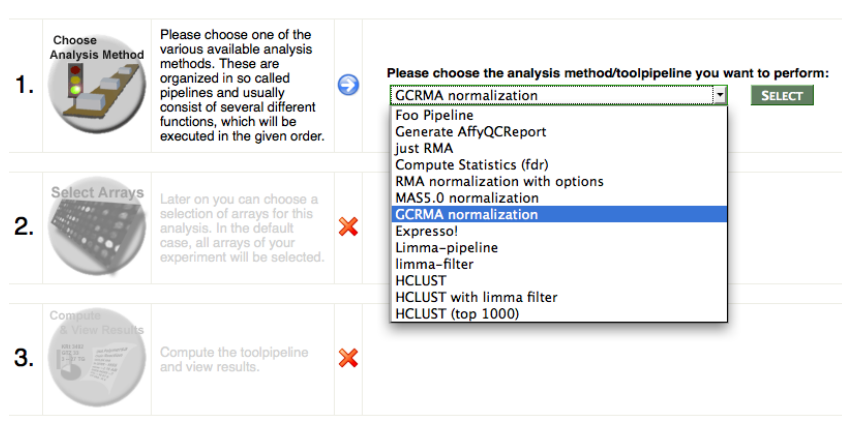 1.
Choose
Analysis Method
Please choose one of the
various available analysis
methods. These are
organized in so called
pipelines and usually
consist of several different
functions, which will be
executed in the given order.
Please choose the analysis method/toolpipeline you want to perform:
GCRMA normalization
SELECT
Foo Pipeline
Generate AffyQCReport
just RMA
Compute Statistics (fdr)
RMA normalization with options
MAS5.0 normalization
GCRMA normalization
Expresso!
Limma-pipeline
limma-filter
HCLUST
HCLUST with limma filter
HCLUST (top 1000)
2.
Select Arrays
Later on you can choose a
selection of arrays for this
analysis. In the default
case, all arrays of your
experiment will be selected.
3.
Compute
& View Results
Compute the toolpipeline
and view results.